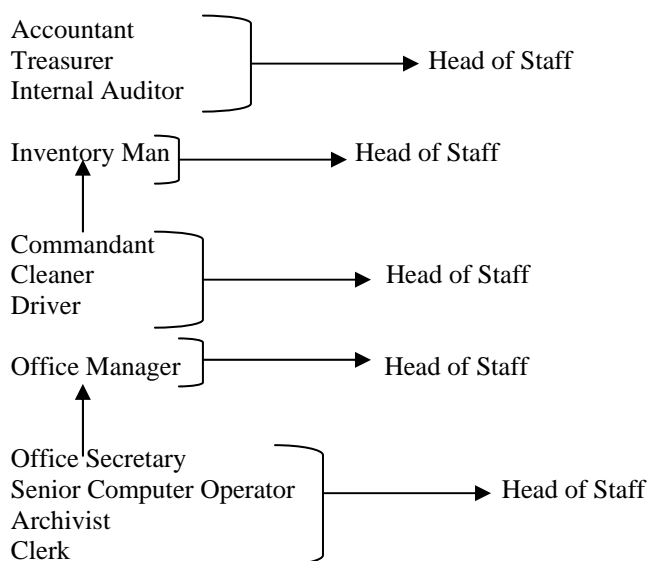 Accountant
Treasurer
Internal Auditor
Head of Staff
Inventory Man
Head of Staff
Commandant
Cleaner
Driver
Head of Staff
Office Manager
Head of Staff
Office Secretary
Senior Computer Operator
Archivist
Clerk
Head of Staff